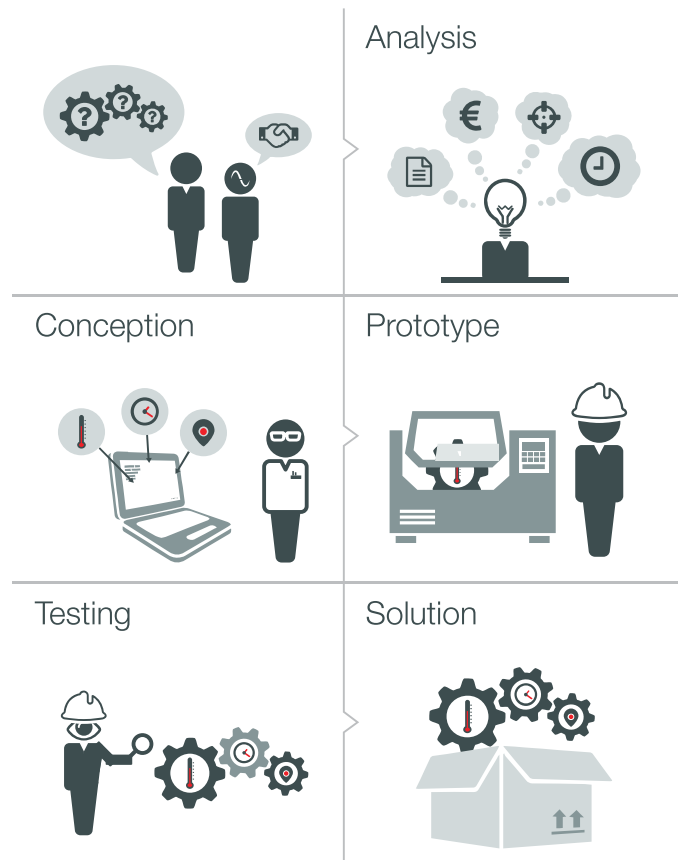 ? ? ?
Analysis
€
Conception
Prototype
Testing
Solution